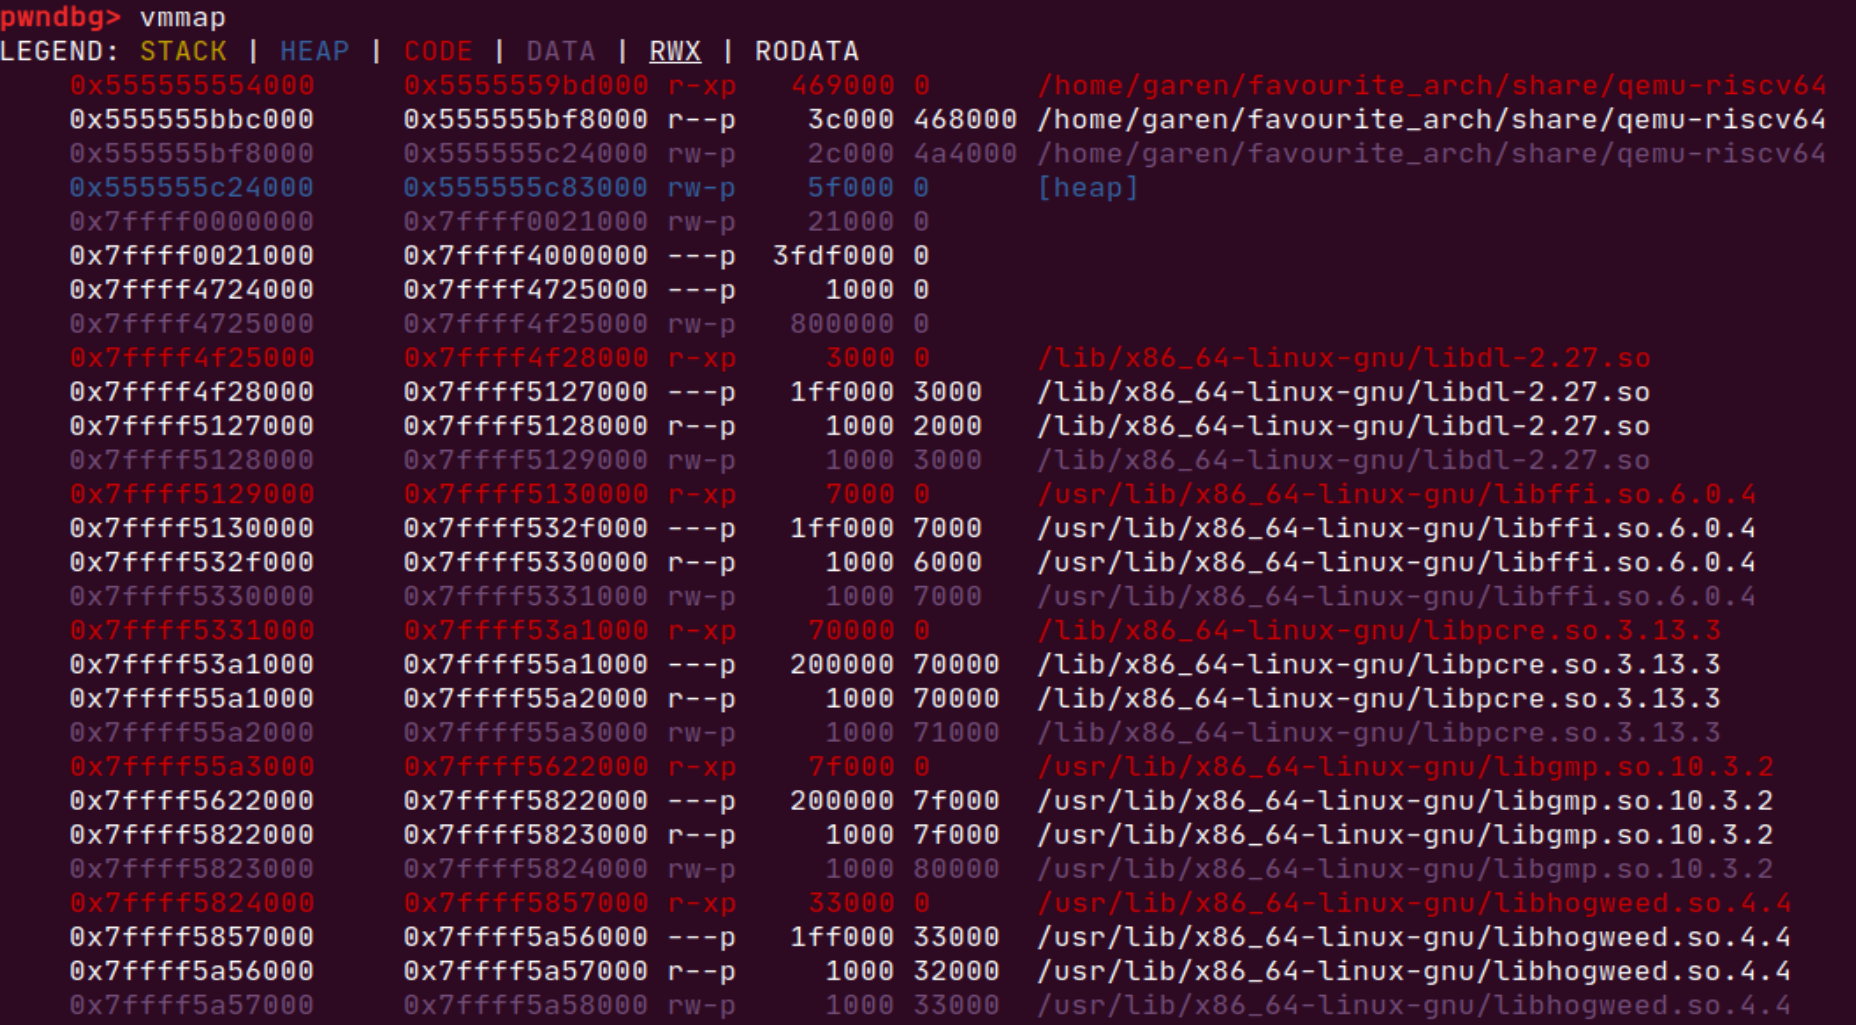 pwndbg> vmmap
LEGEND: STACK | HEAP | CODE | DATA | RWX | RODATA
0x555555554000 0x5555559bd000 r-xp 469000 0 /home/garen/favourite_arch/share/qemu-riscv64
0x555555bbc000 0x555555bf8000 r--p 3c000 468000 /home/garen/favourite_arch/share/qemu-riscv64
0x555555bf8000 0x555555c24000 rw-p 2c000 4a4000 /home/garen/favourite_arch/share/qemu-riscv64
0x555555c24000 0x555555c83000 rw-p 5f000 0 [heap]
0x7ffff0000000 0x7ffff0021000 rw-p 21000 0
0x7ffff0021000 0x7ffff4000000 ---p 3fdf000 0
0x7ffff4724000 0x7ffff4725000 ---p 1000 0
0x7ffff4725000 0x7ffff4f25000 rw-p 800000 0
0x7ffff4f25000 0x7ffff4f28000 r-xp 3000 0 /lib/x86_64-linux-gnu/libdl-2.27.so
0x7ffff4f28000 0x7ffff5127000 ---p 1ff000 3000 /lib/x86_64-linux-gnu/libdl-2.27.so
0x7ffff5127000 0x7ffff5128000 r--p 1000 2000 /lib/x86_64-linux-gnu/libdl-2.27.so
0x7ffff5128000 0x7ffff5129000 rw-p 1000 3000 /lib/x86_64-linux-gnu/libdl-2.27.so
0x7ffff5129000 0x7ffff5130000 r-xp 7000 0 /usr/lib/x86_64-linux-gnu/libffi.so.6.0.4
0x7ffff5130000 0x7ffff532f000 ---p 1ff000 7000 /usr/lib/x86_64-linux-gnu/libffi.so.6.0.4
0x7ffff532f000 0x7ffff5330000 r--p 1000 6000 /usr/lib/x86_64-linux-gnu/libffi.so.6.0.4
0x7ffff5330000 0x7ffff5331000 rw-p 1000 7000 /usr/lib/x86_64-linux-gnu/libffi.so.6.0.4
0x7ffff5331000 0x7ffff53a1000 r-xp 70000 0 /lib/x86_64-linux-gnu/libpcre.so.3.13.3
0x7ffff53a1000 0x7ffff55a1000 ---p 200000 70000 /lib/x86_64-linux-gnu/libpcre.so.3.13.3
0x7ffff55a1000 0x7ffff55a2000 r--p 1000 70000 /lib/x86_64-linux-gnu/libpcre.so.3.13.3
0x7ffff55a2000 0x7ffff55a3000 rw-p 1000 71000 /lib/x86_64-linux-gnu/libpcre.so.3.13.3
0x7ffff55a3000 0x7ffff5622000 r-xp 7f000 0 /usr/lib/x86_64-linux-gnu/libgmp.so.10.3.2
0x7ffff5622000 0x7ffff5822000 ---p 200000 7f000 /usr/lib/x86_64-linux-gnu/libgmp.so.10.3.2
0x7ffff5822000 0x7ffff5823000 r--p 1000 7f000 /usr/lib/x86_64-linux-gnu/libgmp.so.10.3.2
0x7ffff5823000 0x7ffff5824000 rw-p 1000 80000 /usr/lib/x86_64-linux-gnu/libgmp.so.10.3.2
0x7ffff5824000 0x7ffff5857000 r-xp 33000 0 /usr/lib/x86_64-linux-gnu/libhogweed.so.4.4
0x7ffff5857000 0x7ffff5a56000 ---p 1ff000 33000 /usr/lib/x86_64-linux-gnu/libhogweed.so.4.4
0x7ffff5a56000 0x7ffff5a57000 r--p 1000 32000 /usr/lib/x86_64-linux-gnu/libhogweed.so.4.4
0x7ffff5a57000 0x7ffff5a58000 rw-p 1000 33000 /usr/lib/x86_64-linux-gnu/libhogweed.so.4.4